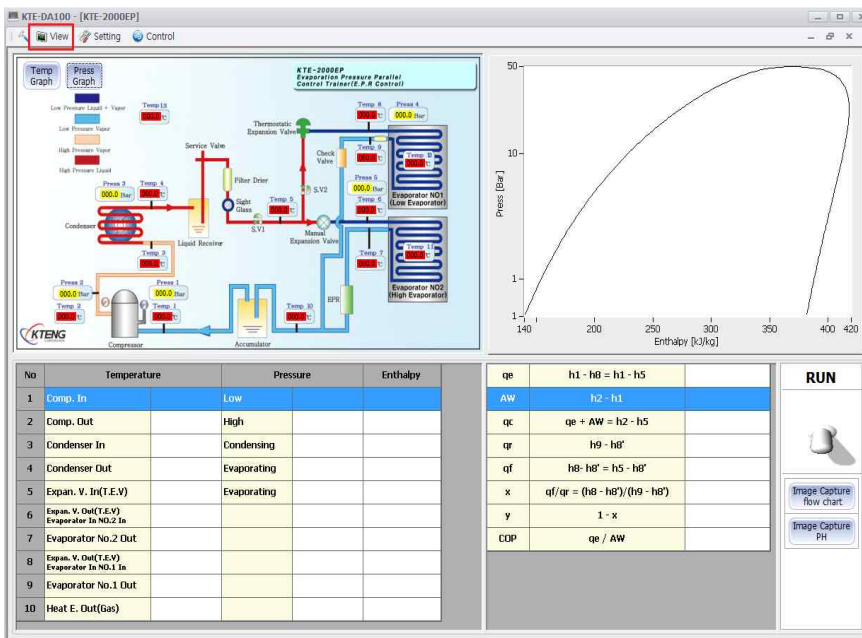 KTE-DA100 - [KTE-2000EP]
View Setting Control
Temp Graph
Press Graph
KTE-2000EP
Evaporation Pressure Parallel
Control Trainer(E.P.R Control)
Low Pressure Liquid + Vapor
Low Pressure Vapor
High Pressure Vapor
High Pressure Liquid
Temp 13
000.0 ℃
Temp 8
000.0 ℃
Press 4
000.0 Bar
Thermostatic
Expansion Valve
Service Valve
Check
Valve
Temp 9
000.0 ℃
Temp 12
000.0 ℃
Filter Drier
S.V2
Press 5
000.0 Bar
Evaporator NO1
(Low Evaporator)
Press 3
000.0 Bar
Temp 4
000.0 ℃
Sight
Glass
Temp 5
000.0 ℃
Temp 6
000.0 ℃
S.V1
Condenser
Liquid Receiver
Manual
Expansion Valve
Temp 3
000.0 ℃
Temp 7
000.0 ℃
Temp 11
000.0 ℃
Evaporator NO2
(High Evaporator)
Press 2
000.0 Bar
Press 1
000.0 Bar
Temp 2
000.0 ℃
Temp 1
000.0 ℃
Temp 10
000.0 ℃
EPR
KTENG
Compressor
Accumulator
Press [Bar]
50
10
1
1
140 200 250 300 350 400 420
Enthalpy [kJ/kg]
No Temperature Pressure Enthalpy
1 Comp. In Low
2 Comp. Out High
3 Condenser In Condensing
4 Condenser Out Evaporating
5 Expan. V. In(T.E.V) Evaporating
6 Expan. V. Out(T.E.V)
Evaporator In NO.2 In
7 Evaporator No.2 Out
8 Expan. V. Out(T.E.V)
Evaporator In NO.1 In
9 Evaporator No.1 Out
10 Heat E. Out(Gas)
qe h1 - h8 = h1 - h5
AW h2 - h1
qc qe + AW = h2 - h5
qr h9 - h8'
qf h8- h8' = h5 - h8'
x qf/qr = (h8 - h8')/(h9 - h8')
y 1 - x
COP qe / AW
RUN
Image Capture
flow chart
Image Capture
PH